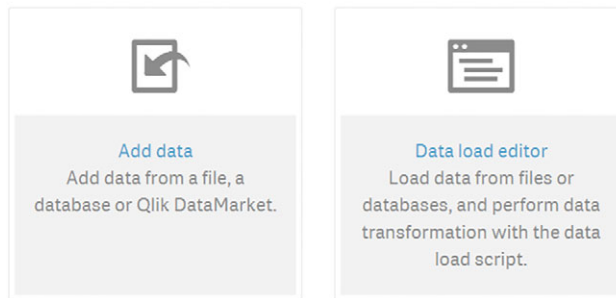 Add data
Add data from a file, a
database or Qlik DataMarket.
Data load editor
Load data from files or
databases, and perform data
transformation with the data
load script.